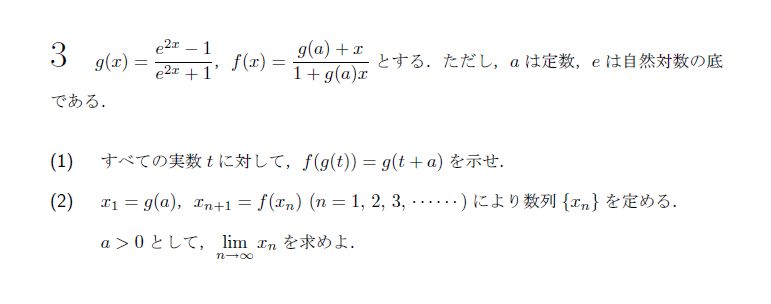 3 $g(x) = \dfrac{e^{2x} - 1}{e^{2x} + 1}$, $f(x) = \dfrac{g(a) + x}{1 + g(a)x}$ とする．ただし，$a$ は定数，$e$ は自然対数の底
である．
(1) すべての実数 $t$ に対して，$f(g(t)) = g(t + a)$ を示せ．
(2) $x_1 = g(a)$，$x_{n+1} = f(x_n)$ $(n = 1, 2, 3, \cdots\cdots)$ により数列 $\{x_n\}$ を定める．
$a > 0$ として，$\displaystyle\lim_{n \to \infty} x_n$ を求めよ．